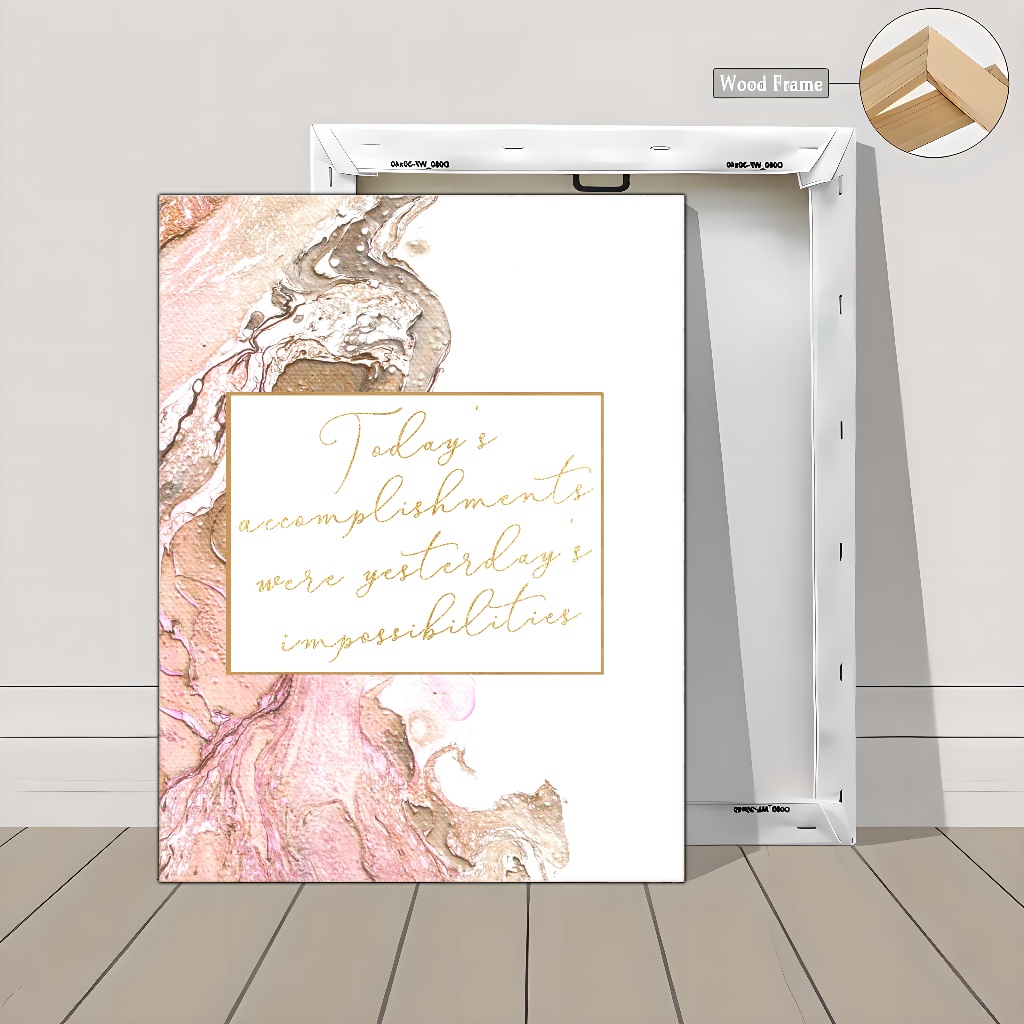 Wood Frame
Today's
accomplishments
were yesterday's
impossibilities